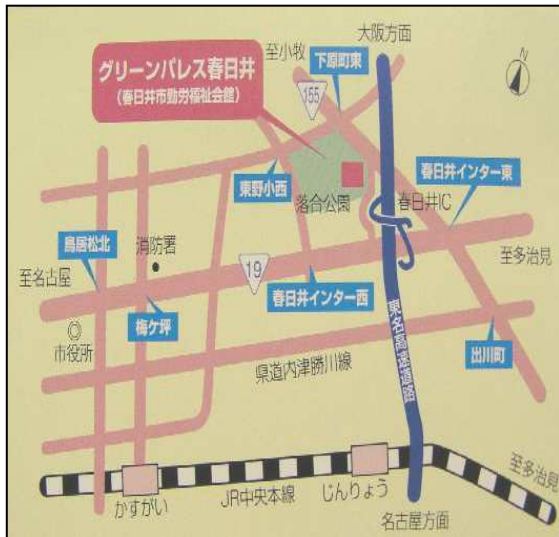 大阪方面
N
至小牧
下原町東
グリーンパレス春日井
(春日井市勤労福祉会館)
155
東野小西
落合公園
春日井インター東
春日井IC
鳥居松北
消防署
至多治見
至名古屋
19
春日井インター西
梅ケ坪
市役所
東名高速道路
出川町
県道内津勝川線
至多治見
かすがい
JR中央本線
じんりょう
名古屋方面